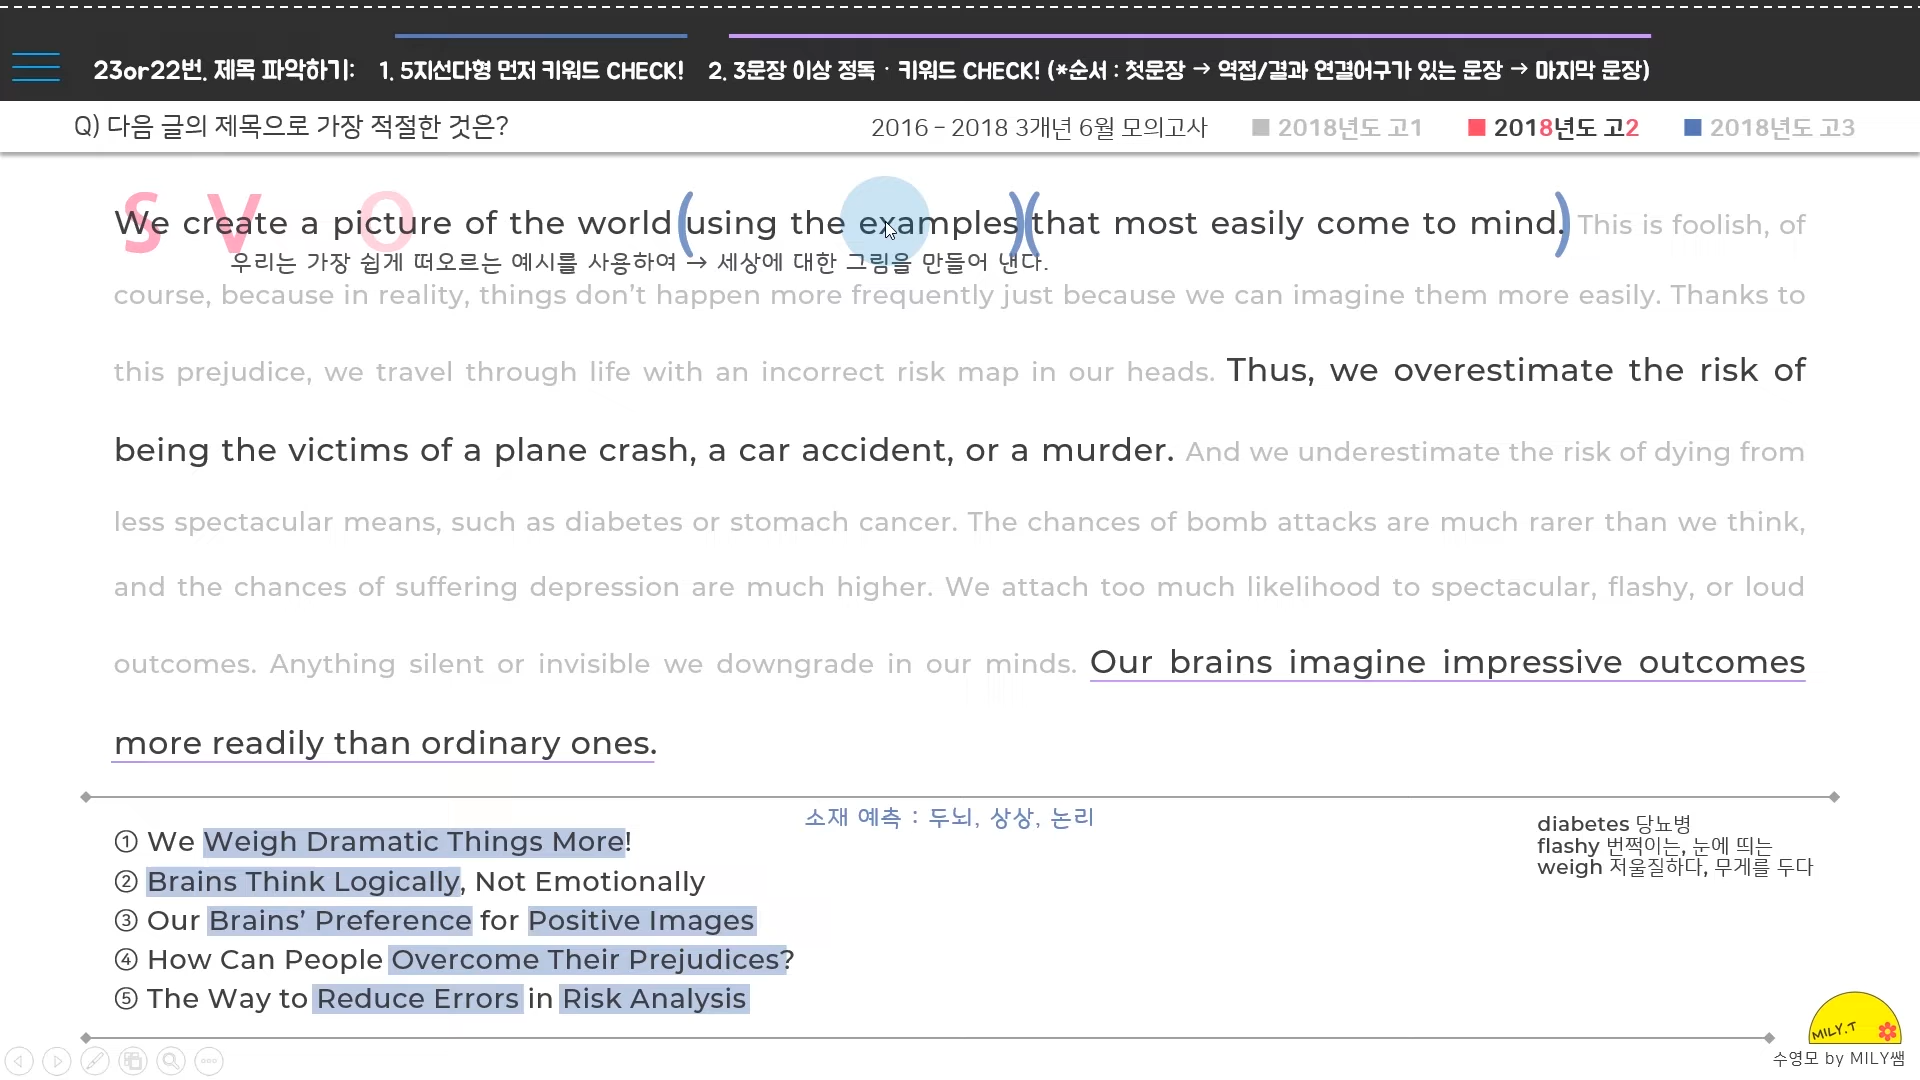 23or22번. 제목 파악하기: 1. 5지선다형 먼저 키워드 CHECK! 2. 3문장 이상 정독 · 키워드 CHECK! (*순서 : 첫문장 → 역접/결과 연결어구가 있는 문장 → 마지막 문장)
Q) 다음 글의 제목으로 가장 적절한 것은? 2016 – 2018 3개년 6월 모의고사 2018년도 고1 2018년도 고2 2018년도 고3
S V O
We create a picture of the world (using the examples)(that most easily come to mind.) This is foolish, of
우리는 가장 쉽게 떠오르는 예시를 사용하여 → 세상에 대한 그림을 만들어 낸다.
course, because in reality, things don’t happen more frequently just because we can imagine them more easily. Thanks to
this prejudice, we travel through life with an incorrect risk map in our heads. Thus, we overestimate the risk of
being the victims of a plane crash, a car accident, or a murder. And we underestimate the risk of dying from
less spectacular means, such as diabetes or stomach cancer. The chances of bomb attacks are much rarer than we think,
and the chances of suffering depression are much higher. We attach too much likelihood to spectacular, flashy, or loud
outcomes. Anything silent or invisible we downgrade in our minds. Our brains imagine impressive outcomes
more readily than ordinary ones.
소재 예측 : 두뇌, 상상, 논리
① We Weigh Dramatic Things More!
② Brains Think Logically, Not Emotionally
③ Our Brains’ Preference for Positive Images
④ How Can People Overcome Their Prejudices?
⑤ The Way to Reduce Errors in Risk Analysis
diabetes 당뇨병
flashy 번쩍이는, 눈에 띄는
weigh 저울질하다, 무게를 두다
MILY.T
수영모 by MILY쌤